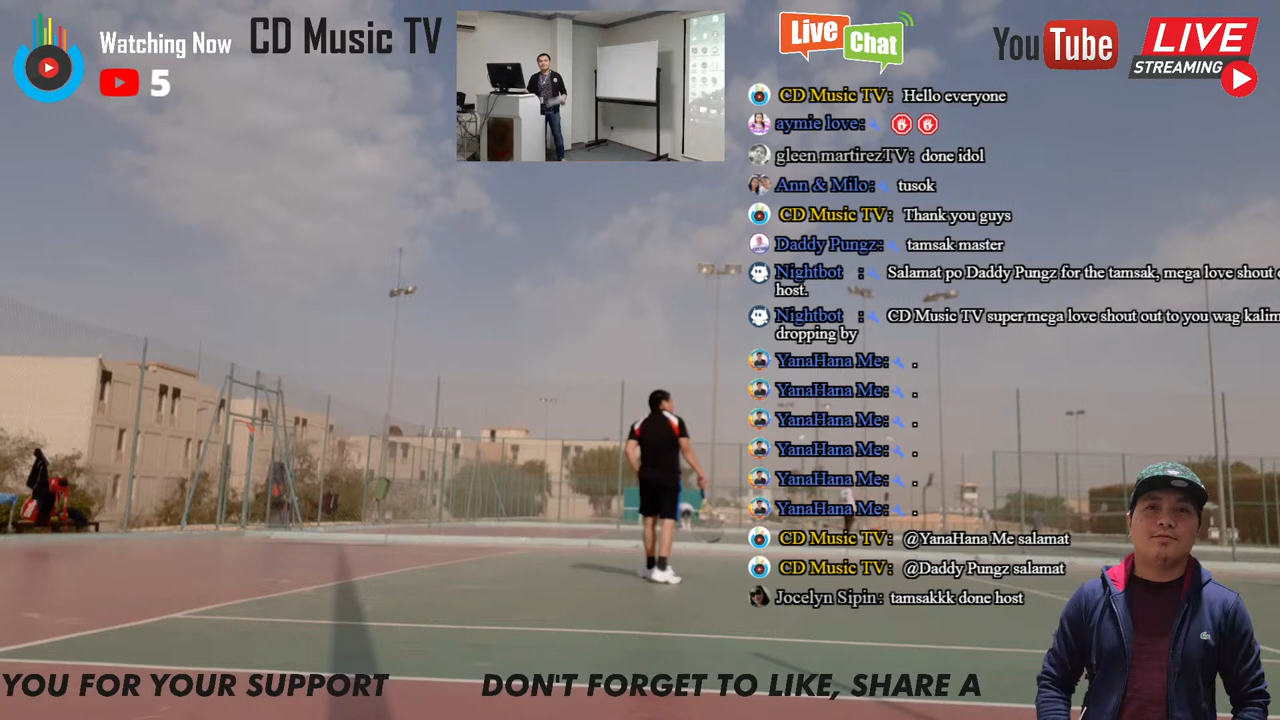 Watching Now
CD Music TV
5
Live
Chat
YouTube
LIVE
STREAMING
CD Music TV: Hello everyone
aymie love:
gleen martirezTV: done idol
Ann & Milo: tusok
CD Music TV: Thank you guys
Daddy Pungz: tamsak master
Nightbot : Salamat po Daddy Pungz for the tamsak, mega love shout
host.
Nightbot : CD Music TV super mega love shout out to you wag kalim
dropping by
YanaHana Me: .
YanaHana Me: .
YanaHana Me: .
YanaHana Me: .
YanaHana Me: .
YanaHana Me: .
CD Music TV: @YanaHana Me salamat
CD Music TV: @Daddy Pungz salamat
Jocelyn Sipin: tamsakkk done host
YOU FOR YOUR SUPPORT DON'T FORGET TO LIKE, SHARE A